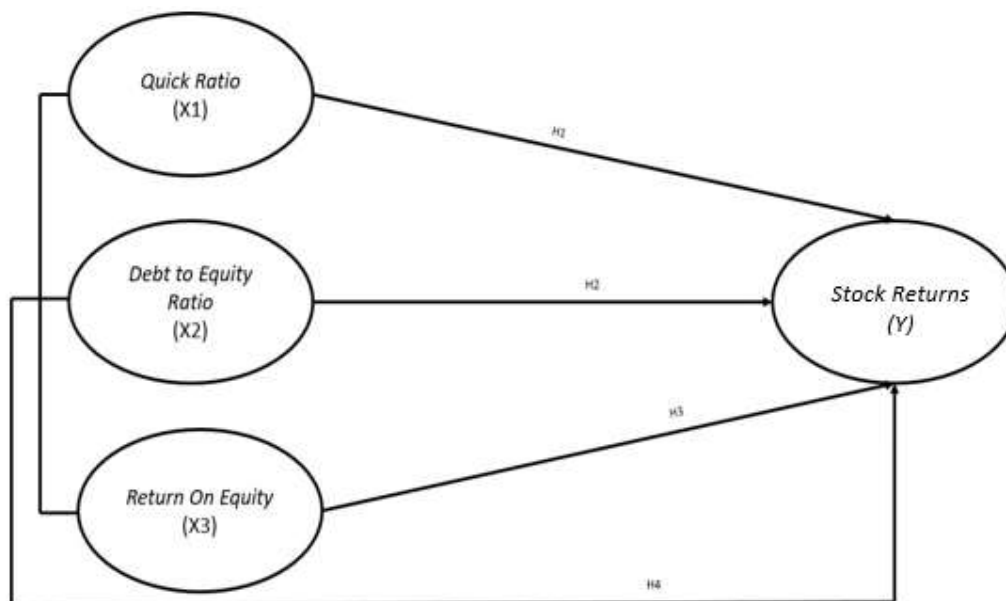 Quick Ratio
(X1)
H1
Debt to Equity
Ratio
(X2)
H2
Stock Returns
(Y)
H3
Return On Equity
(X3)
H4